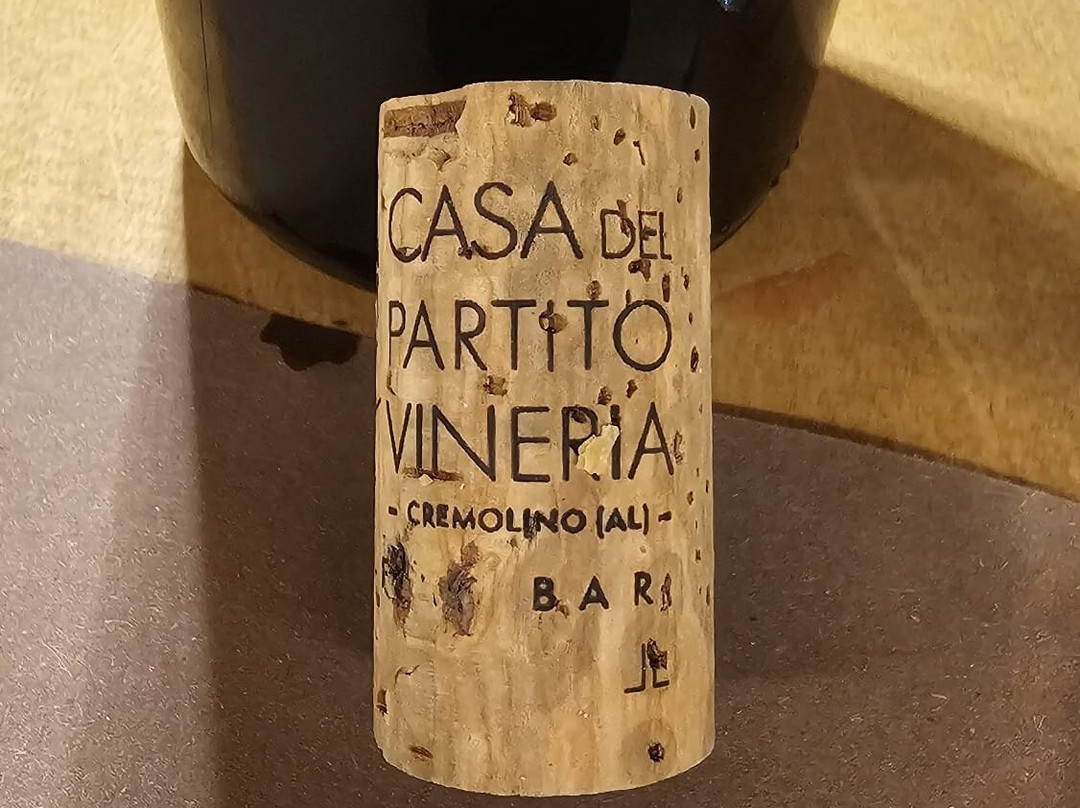 CASA DEL
PARTITO
VINERIA
- CREMOLINO (AL) -
BAR